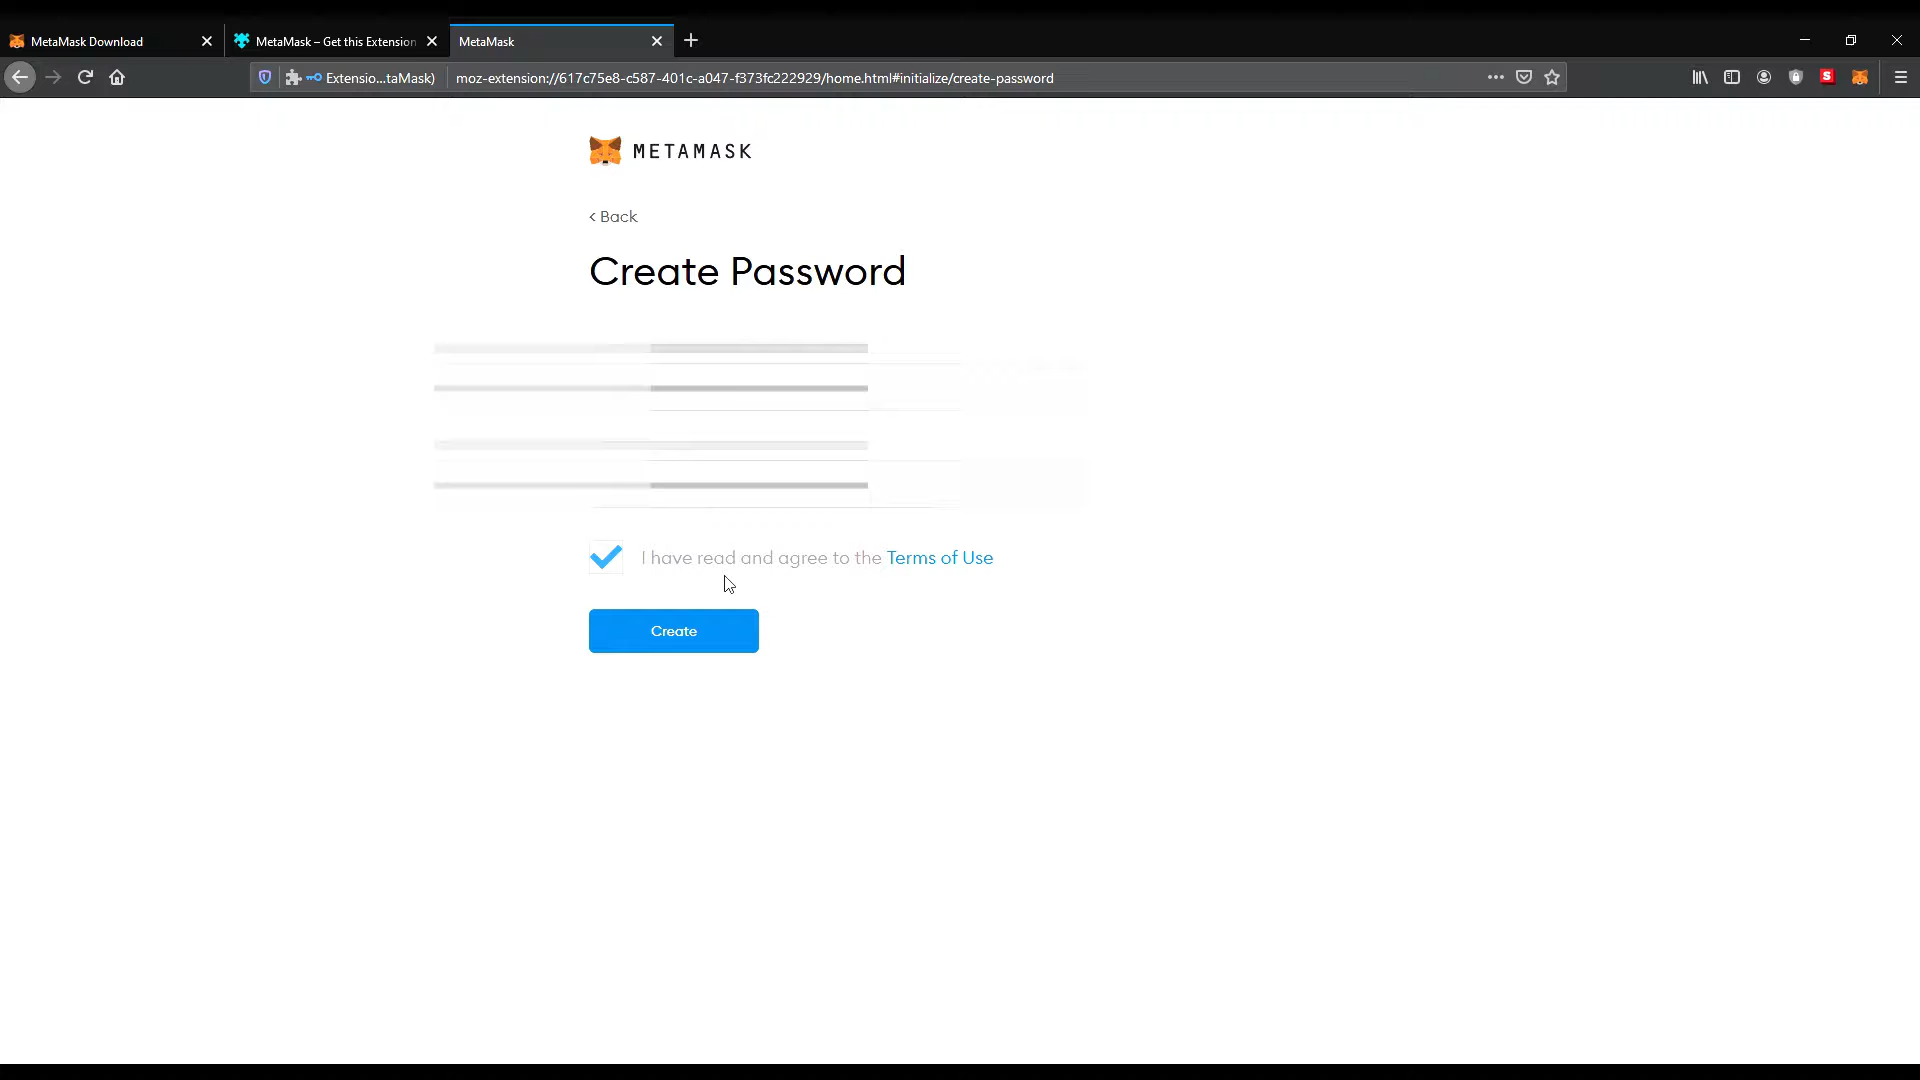 MetaMask Download
MetaMask – Get this Extension
MetaMask
Extensio...taMask)
moz-extension://617c75e8-c587-401c-a047-f373fc222929/home.html#initialize/create-password
S
METAMASK
< Back
Create Password
I have read and agree to the Terms of Use
Create